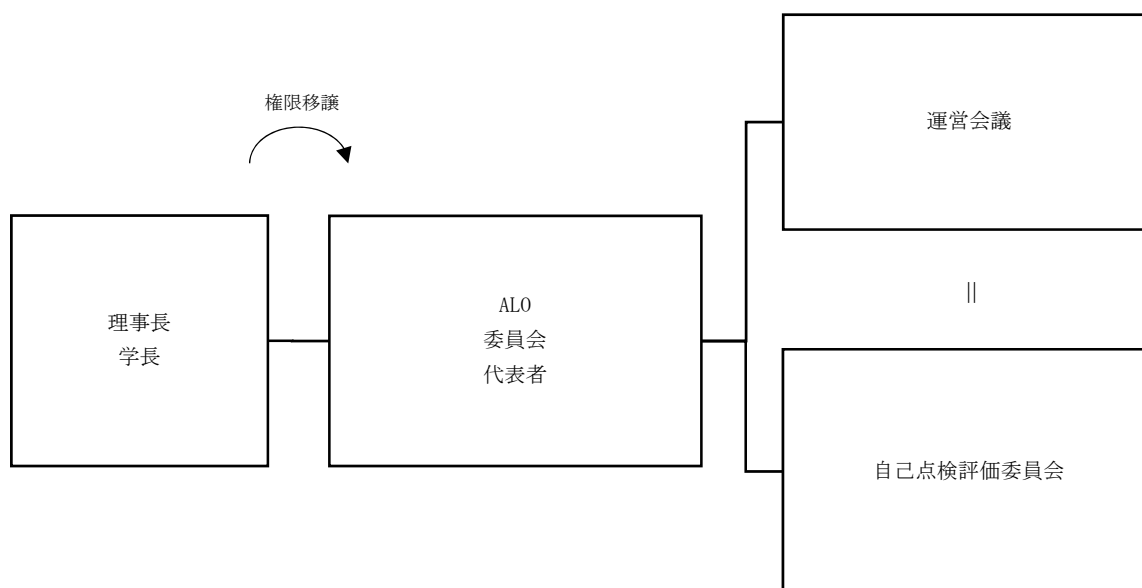 権限移譲
運営会議
||
理事長
学長
ALO
委員会
代表者
自己点検評価委員会